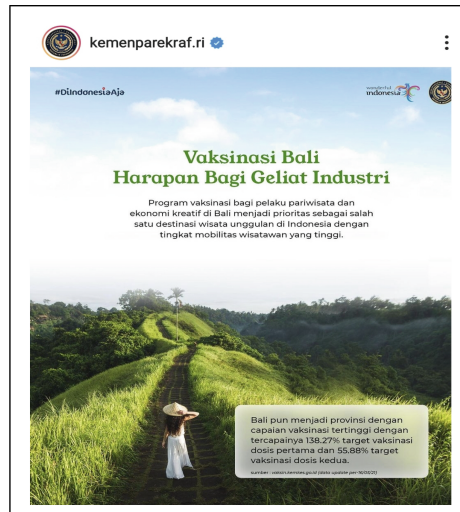 kemenparekraf.ri
#DiIndonesiaAja
wonderful
indonesia
Vaksinasi Bali
Harapan Bagi Geliat Industri
Program vaksinasi bagi pelaku pariwisata dan
ekonomi kreatif di Bali menjadi prioritas sebagai salah
satu destinasi wisata unggulan di Indonesia dengan
tingkat mobilitas wisatawan yang tinggi.
Bali pun menjadi provinsi dengan
capaian vaksinasi tertinggi dengan
tercapainya 138.27% target vaksinasi
dosis pertama dan 55.88% target
vaksinasi dosis kedua.